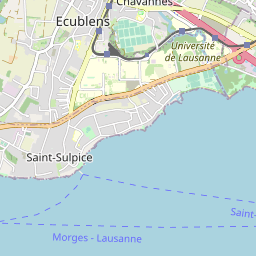 Chavannes
Ecublens
Université
de Lausanne
Saint-Sulpice
Saint-
Morges - Lausanne